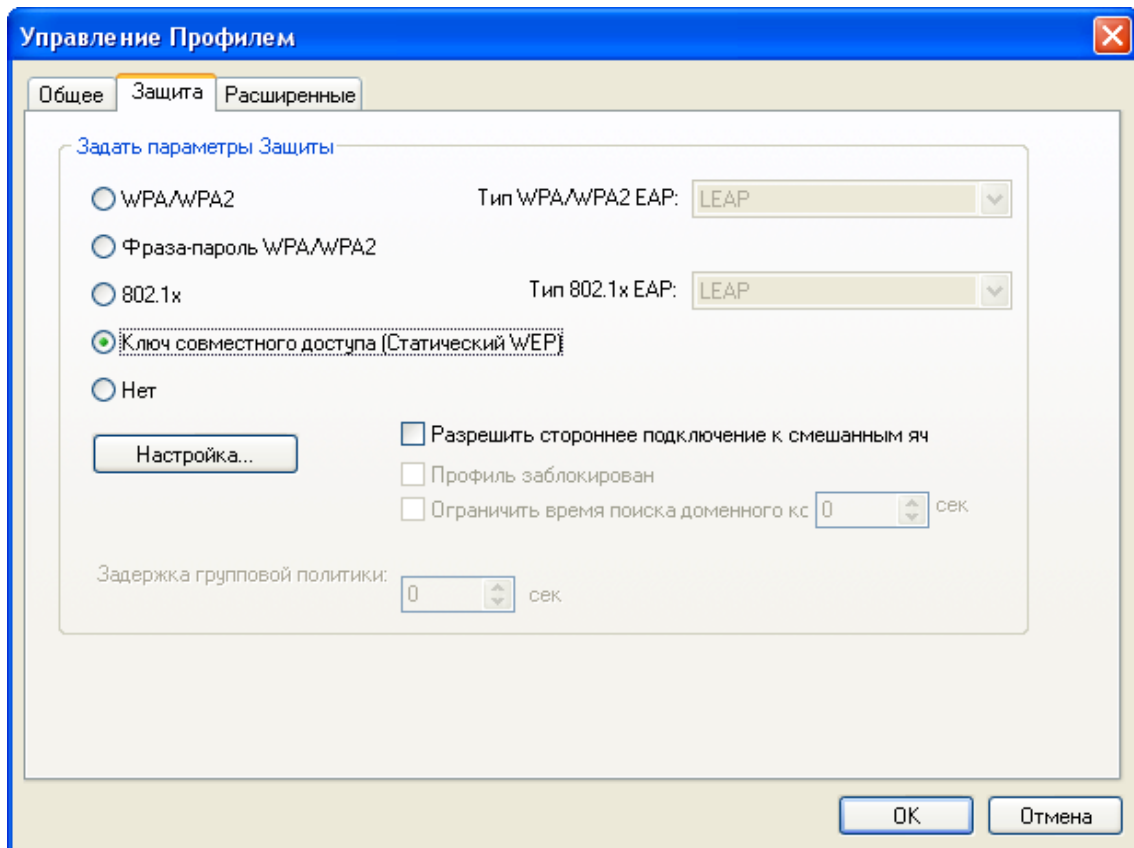 Управление Профилем
Общее Защита Расширенные
Задать параметры Защиты
WPA/WPA2 Тип WPA/WPA2 EAP: LEAP
Фраза-пароль WPA/WPA2
802.1x Тип 802.1x EAP: LEAP
Ключ совместного доступа (Статический WEP)
Нет
Разрешить стороннее подключение к смешанным яч
Настройка...
Профиль заблокирован
Ограничить время поиска доменного кс 0 сек
Задержка групповой политики: 0 сек
OK Отмена